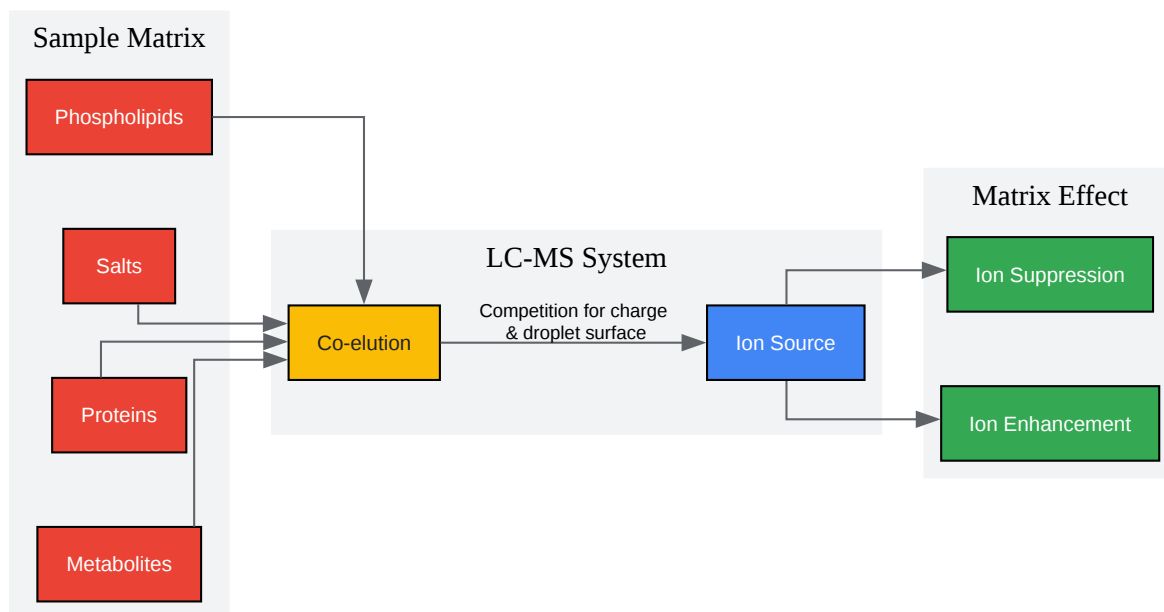 Sample Matrix
Phospholipids
Salts
Proteins
Metabolites
LC-MS System
Co-elution
Competition for charge
& droplet surface
Ion Source
Matrix Effect
Ion Suppression
Ion Enhancement